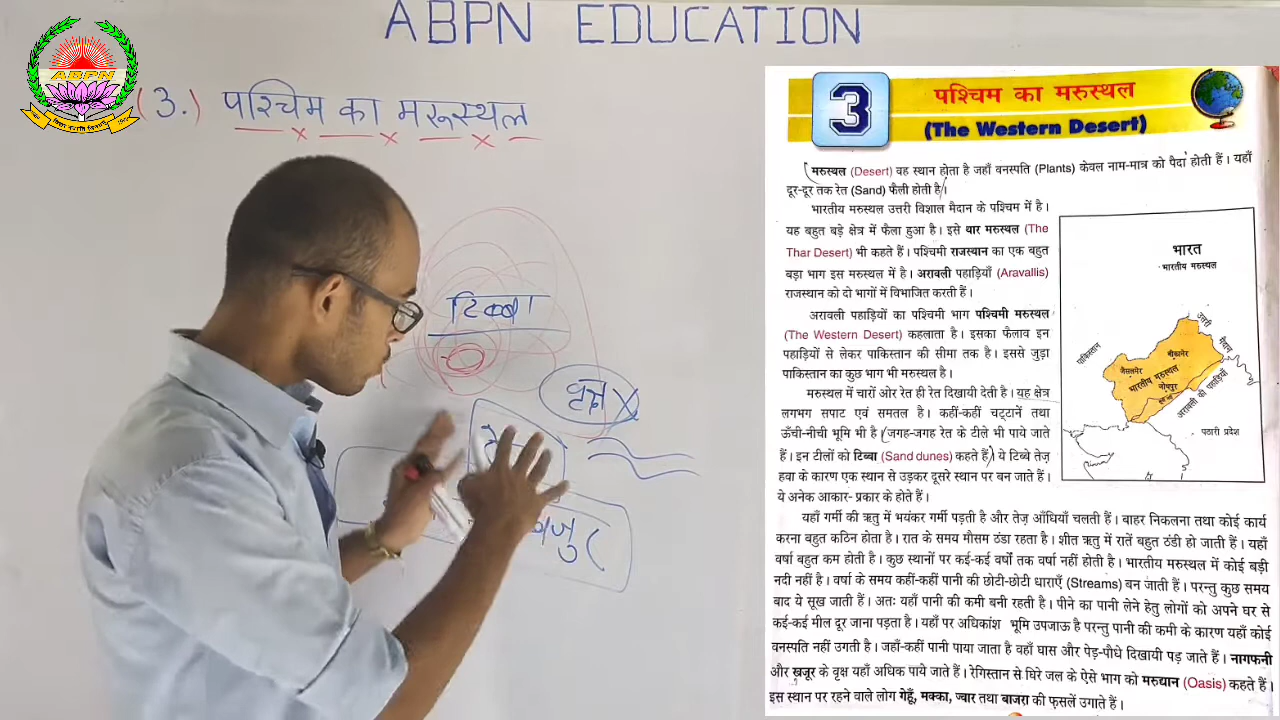 ABPN EDUCATION
ABPN
(3.) पश्चिम का मरूस्थल
टिब्बा
वृक्ष
3
पश्चिम का मरुस्थल
(The Western Desert)
मरुस्थल (Desert) वह स्थान होता है जहाँ वनस्पति (Plants) केवल नाम-मात्र को पैदा होती हैं। यहाँ
दूर-दूर तक रेत (Sand) फैली होती है।
भारतीय मरुस्थल उत्तरी विशाल मैदान के पश्चिम में है।
यह बहुत बड़े क्षेत्र में फैला हुआ है। इसे थार मरुस्थल (The
Thar Desert) भी कहते हैं। पश्चिमी राजस्थान का एक बहुत
बड़ा भाग इस मरुस्थल में है। अरावली पहाड़ियाँ (Aravallis)
राजस्थान को दो भागों में विभाजित करती हैं।
अरावली पहाड़ियों का पश्चिमी भाग पश्चिमी मरुस्थल
(The Western Desert) कहलाता है। इसका फैलाव इन
पहाड़ियों से लेकर पाकिस्तान की सीमा तक है। इससे जुड़ा
पाकिस्तान का कुछ भाग भी मरुस्थल है।
मरुस्थल में चारों ओर रेत ही रेत दिखायी देती है। यह क्षेत्र
लगभग सपाट एवं समतल है। कहीं-कहीं चट्टानें तथा
ऊँची-नीची भूमि भी है। जगह-जगह रेत के टीले भी पाये जाते
हैं। इन टीलों को टिब्बा (Sand dunes) कहते हैं। ये टिब्बे तेज़
हवा के कारण एक स्थान से उड़कर दूसरे स्थान पर बन जाते हैं।
ये अनेक आकार-प्रकार के होते हैं।
भारत
भारतीय मरुस्थल
पाकिस्तान
उत्तरी
मैदान
बीकानेर
जैसलमेर
भारतीय मरुस्थल
जोधपुर
अरावली की पहाड़ियाँ
पठारी प्रदेश
यहाँ गर्मी की ऋतु में भयंकर गर्मी पड़ती है और तेज़ आँधियाँ चलती हैं। बाहर निकलना तथा कोई कार्य
करना बहुत कठिन होता है। रात के समय मौसम ठंडा रहता है। शीत ऋतु में रातें बहुत ठंडी हो जाती हैं। यहाँ
वर्षा बहुत कम होती है। कुछ स्थानों पर कई-कई वर्षों तक वर्षा नहीं होती है। भारतीय मरुस्थल में कोई बड़ी
नदी नहीं है। वर्षा के समय कहीं-कहीं पानी की छोटी-छोटी धाराएँ (Streams) बन जाती हैं। परन्तु कुछ समय
बाद ये सूख जाती हैं। अतः यहाँ पानी की कमी बनी रहती है। पीने का पानी लेने हेतु लोगों को अपने घर से
कई-कई मील दूर जाना पड़ता है। यहाँ पर अधिकांश भूमि उपजाऊ है परन्तु पानी की कमी के कारण यहाँ कोई
वनस्पति नहीं उगती है। जहाँ-कहीं पानी पाया जाता है वहाँ घास और पेड़-पौधे दिखायी पड़ जाते हैं। नागफनी
और खजूर के वृक्ष यहाँ अधिक पाये जाते हैं। रेगिस्तान से घिरे जल के ऐसे भाग को मरुद्यान (Oasis) कहते हैं।
इस स्थान पर रहने वाले लोग गेहूँ, मक्का, ज्वार तथा बाजरा की फ़सलें उगाते हैं।